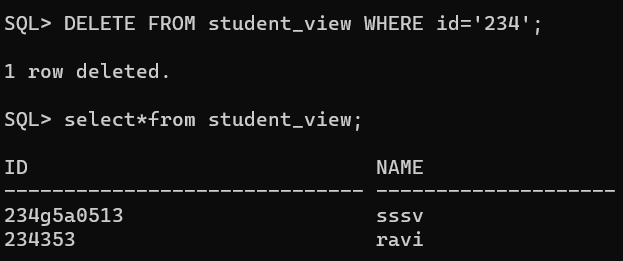 SQL> DELETE FROM student_view WHERE id='234';
1 row deleted.
SQL> select*from student_view;
ID                             NAME
------------------------------ --------------------
234g5a0513                     sssv
234353                         ravi